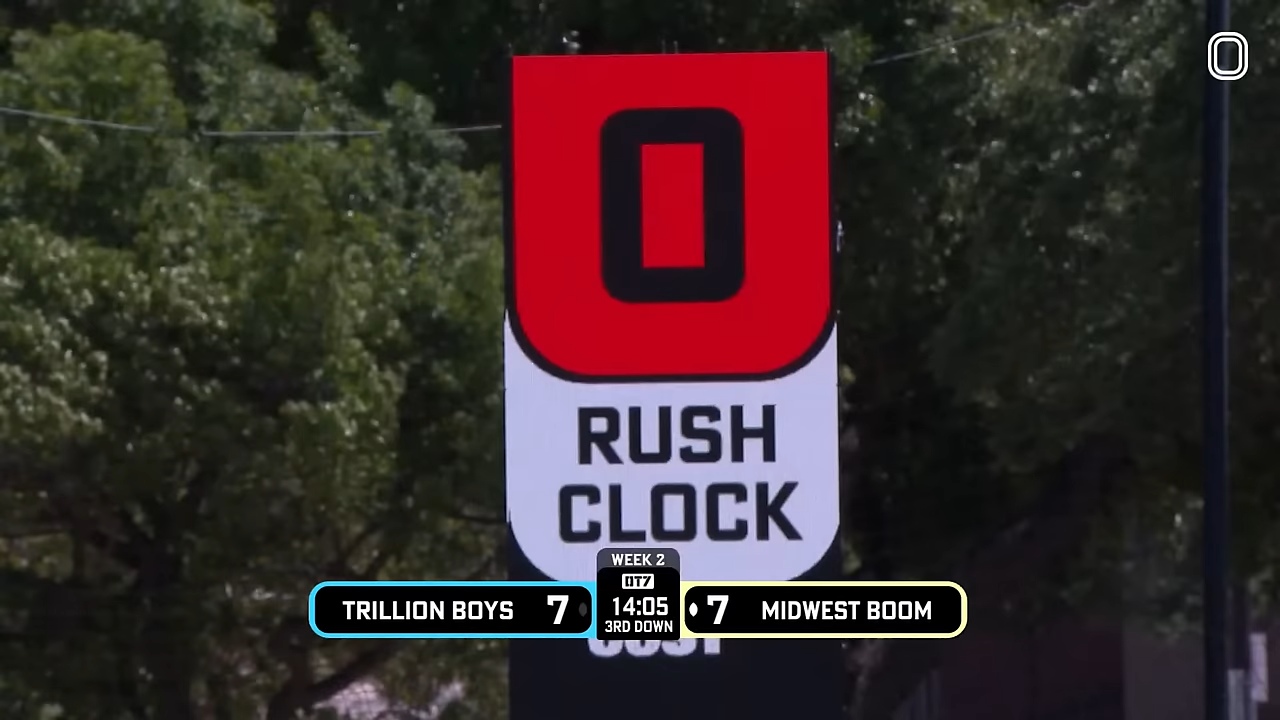 0
RUSH
CLOCK
WEEK 2
OT7
TRILLION BOYS 7 14:05 7 MIDWEST BOOM
3RD DOWN